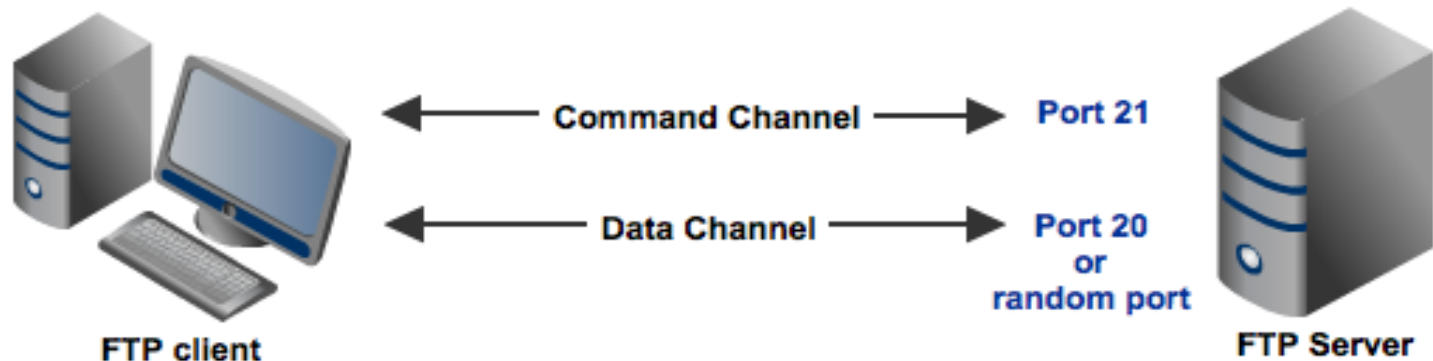 Command Channel
Port 21
Data Channel
Port 20
or
random port
FTP client
FTP Server